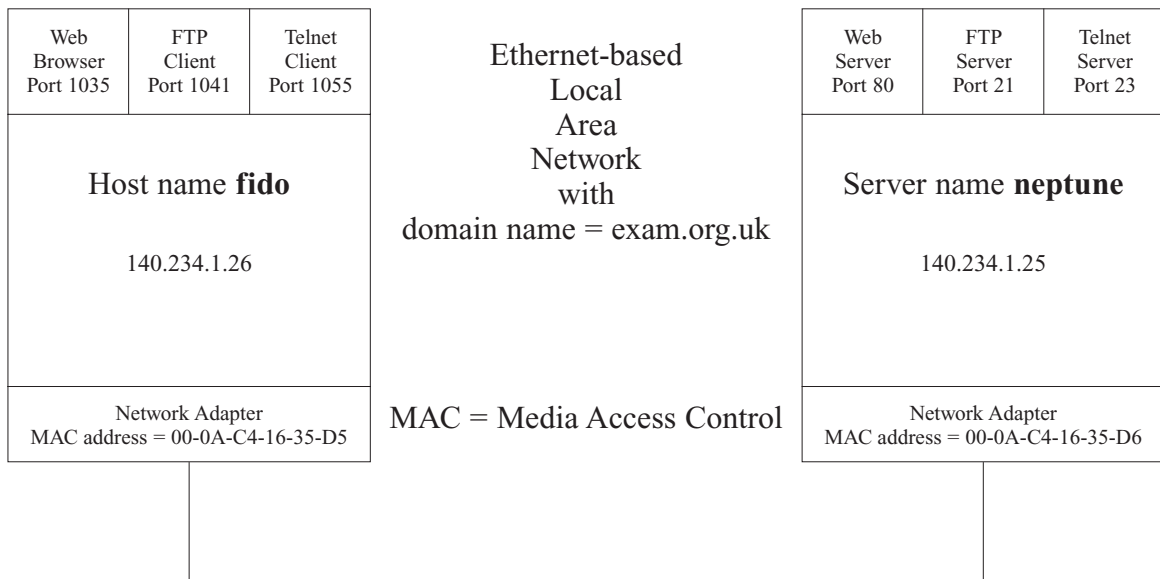 Web
Browser
Port 1035
FTP
Client
Port 1041
Telnet
Client
Port 1055
Host name fido
140.234.1.26
Network Adapter
MAC address = 00-0A-C4-16-35-D5
Ethernet-based
Local
Area
Network
with
domain name = exam.org.uk
MAC = Media Access Control
Web
Server
Port 80
FTP
Server
Port 21
Telnet
Server
Port 23
Server name neptune
140.234.1.25
Network Adapter
MAC address = 00-0A-C4-16-35-D6